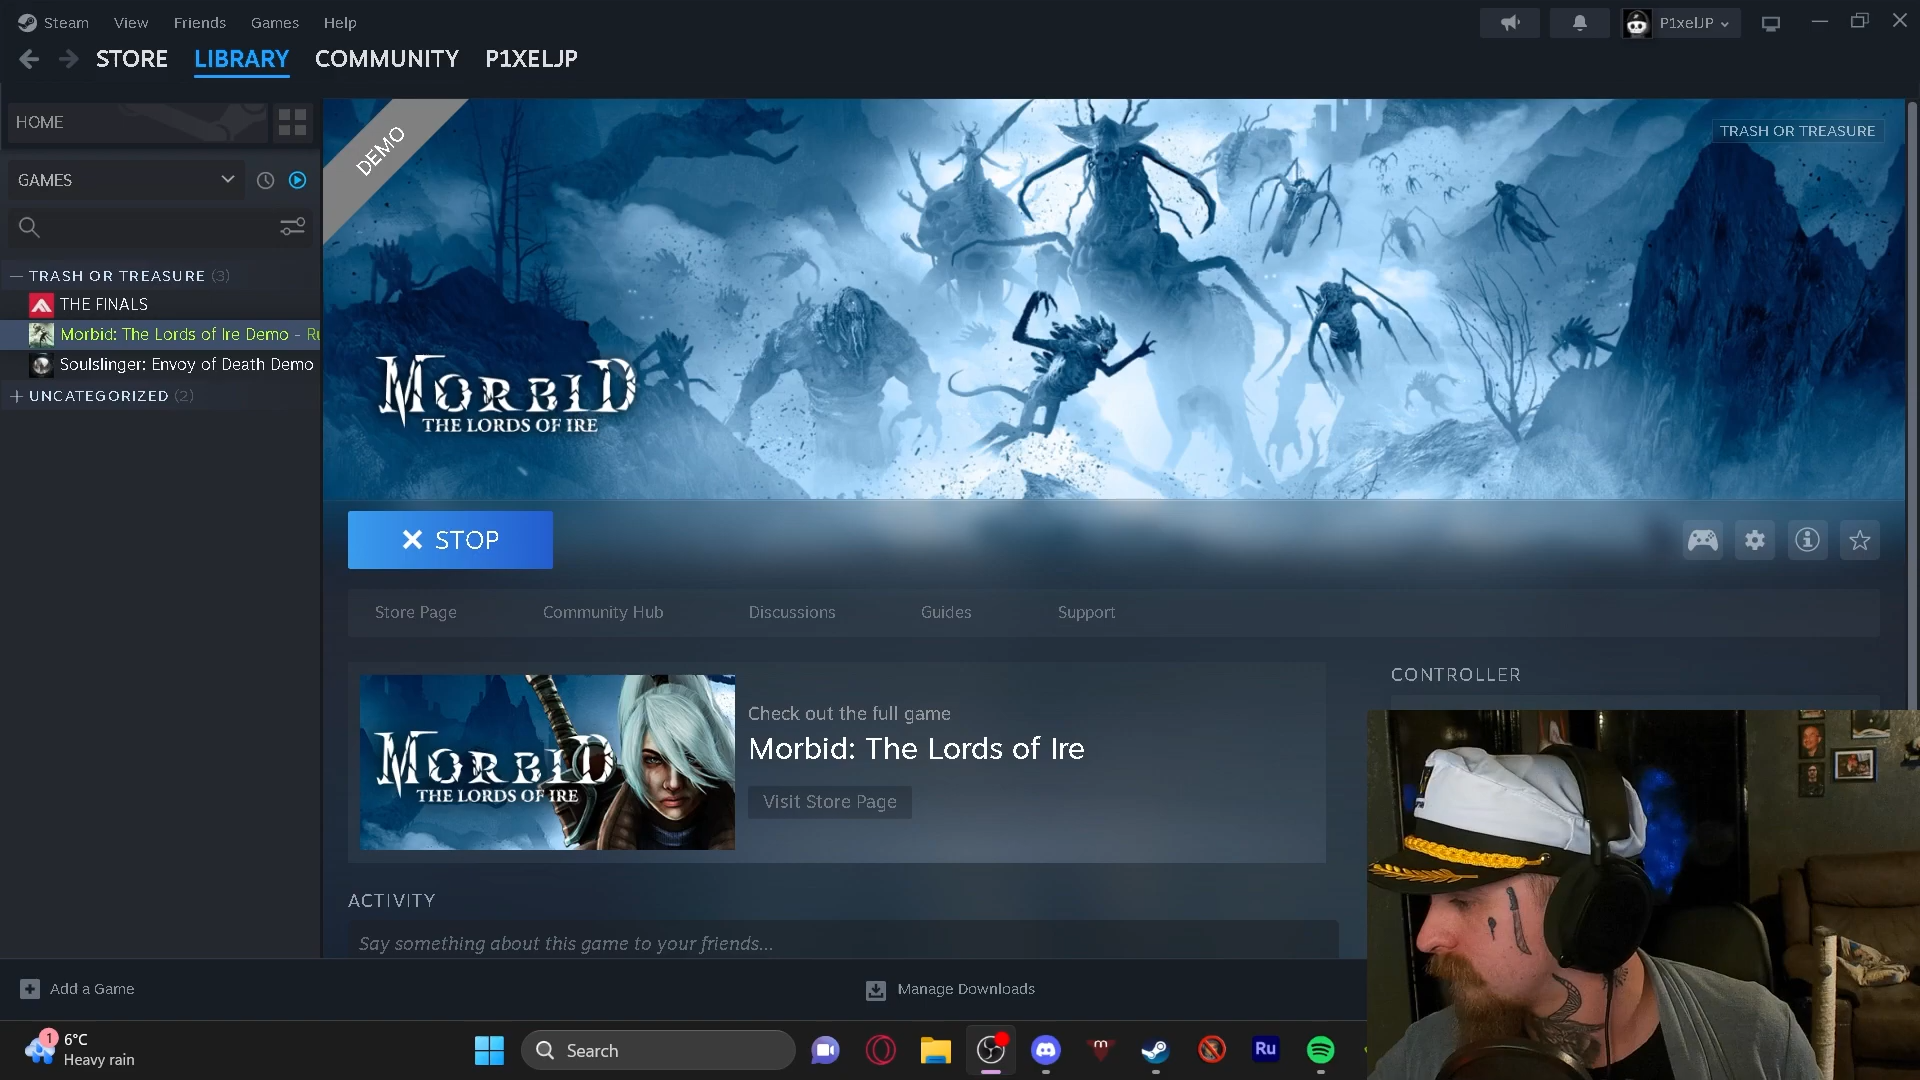 Steam View Friends Games Help
P1xelJP
STORE LIBRARY COMMUNITY P1XELJP
HOME
GAMES
TRASH OR TREASURE (3)
THE FINALS
Morbid: The Lords of Ire Demo - Ru
Soulslinger: Envoy of Death Demo
UNCATEGORIZED (2)
DEMO
TRASH OR TREASURE
MORBID
THE LORDS OF IRE
STOP
Store Page Community Hub Discussions Guides Support
MORBID
THE LORDS OF IRE
Check out the full game
Morbid: The Lords of Ire
Visit Store Page
CONTROLLER
ACTIVITY
Say something about this game to your friends...
Add a Game
Manage Downloads
1
6°C
Heavy rain
Search
m
Ru